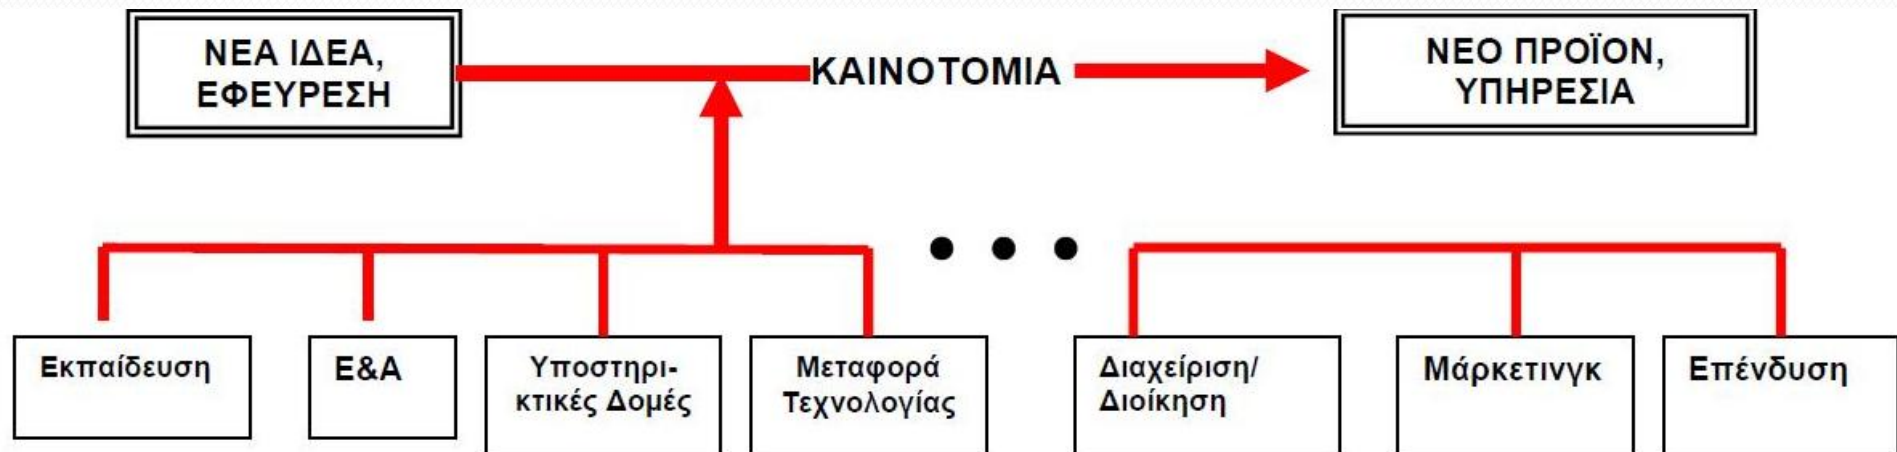 ΝΕΑ ΙΔΕΑ,
ΕΦΕΥΡΕΣΗ
ΚΑΙΝΟΤΟΜΙΑ
ΝΕΟ ΠΡΟΪΟΝ,
ΥΠΗΡΕΣΙΑ
Εκπαίδευση
Ε&Α
Υποστηρι-
κτικές Δομές
Μεταφορά
Τεχνολογίας
Διαχείριση/
Διοίκηση
Μάρκετινγκ
Επένδυση